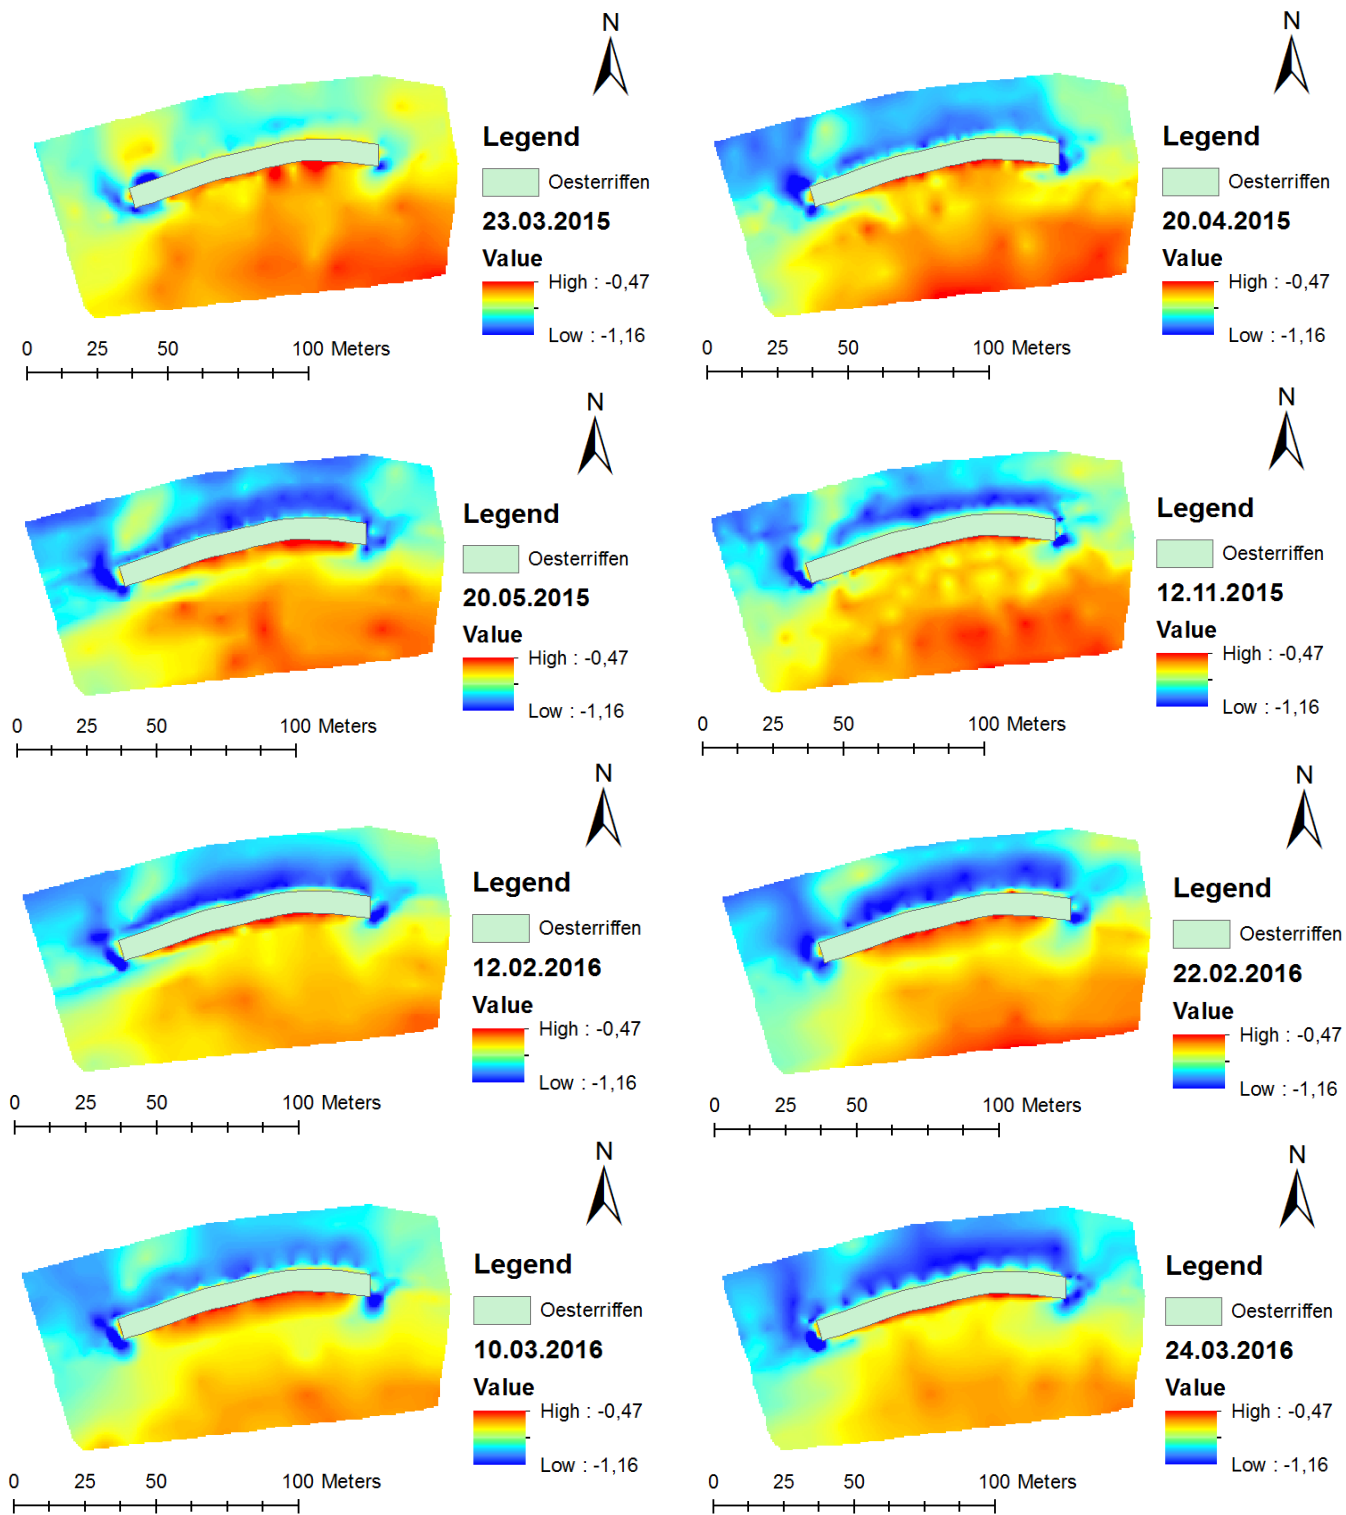 N
Legend
Oesterriffen
23.03.2015
Value
High : -0,47
Low : -1,16
0 25 50 100 Meters
N
Legend
Oesterriffen
20.04.2015
Value
High : -0,47
Low : -1,16
0 25 50 100 Meters
N
Legend
Oesterriffen
20.05.2015
Value
High : -0,47
Low : -1,16
0 25 50 100 Meters
N
Legend
Oesterriffen
12.11.2015
Value
High : -0,47
Low : -1,16
0 25 50 100 Meters
N
Legend
Oesterriffen
12.02.2016
Value
High : -0,47
Low : -1,16
0 25 50 100 Meters
N
Legend
Oesterriffen
22.02.2016
Value
High : -0,47
Low : -1,16
0 25 50 100 Meters
N
Legend
Oesterriffen
10.03.2016
Value
High : -0,47
Low : -1,16
0 25 50 100 Meters
N
Legend
Oesterriffen
24.03.2016
Value
High : -0,47
Low : -1,16
0 25 50 100 Meters